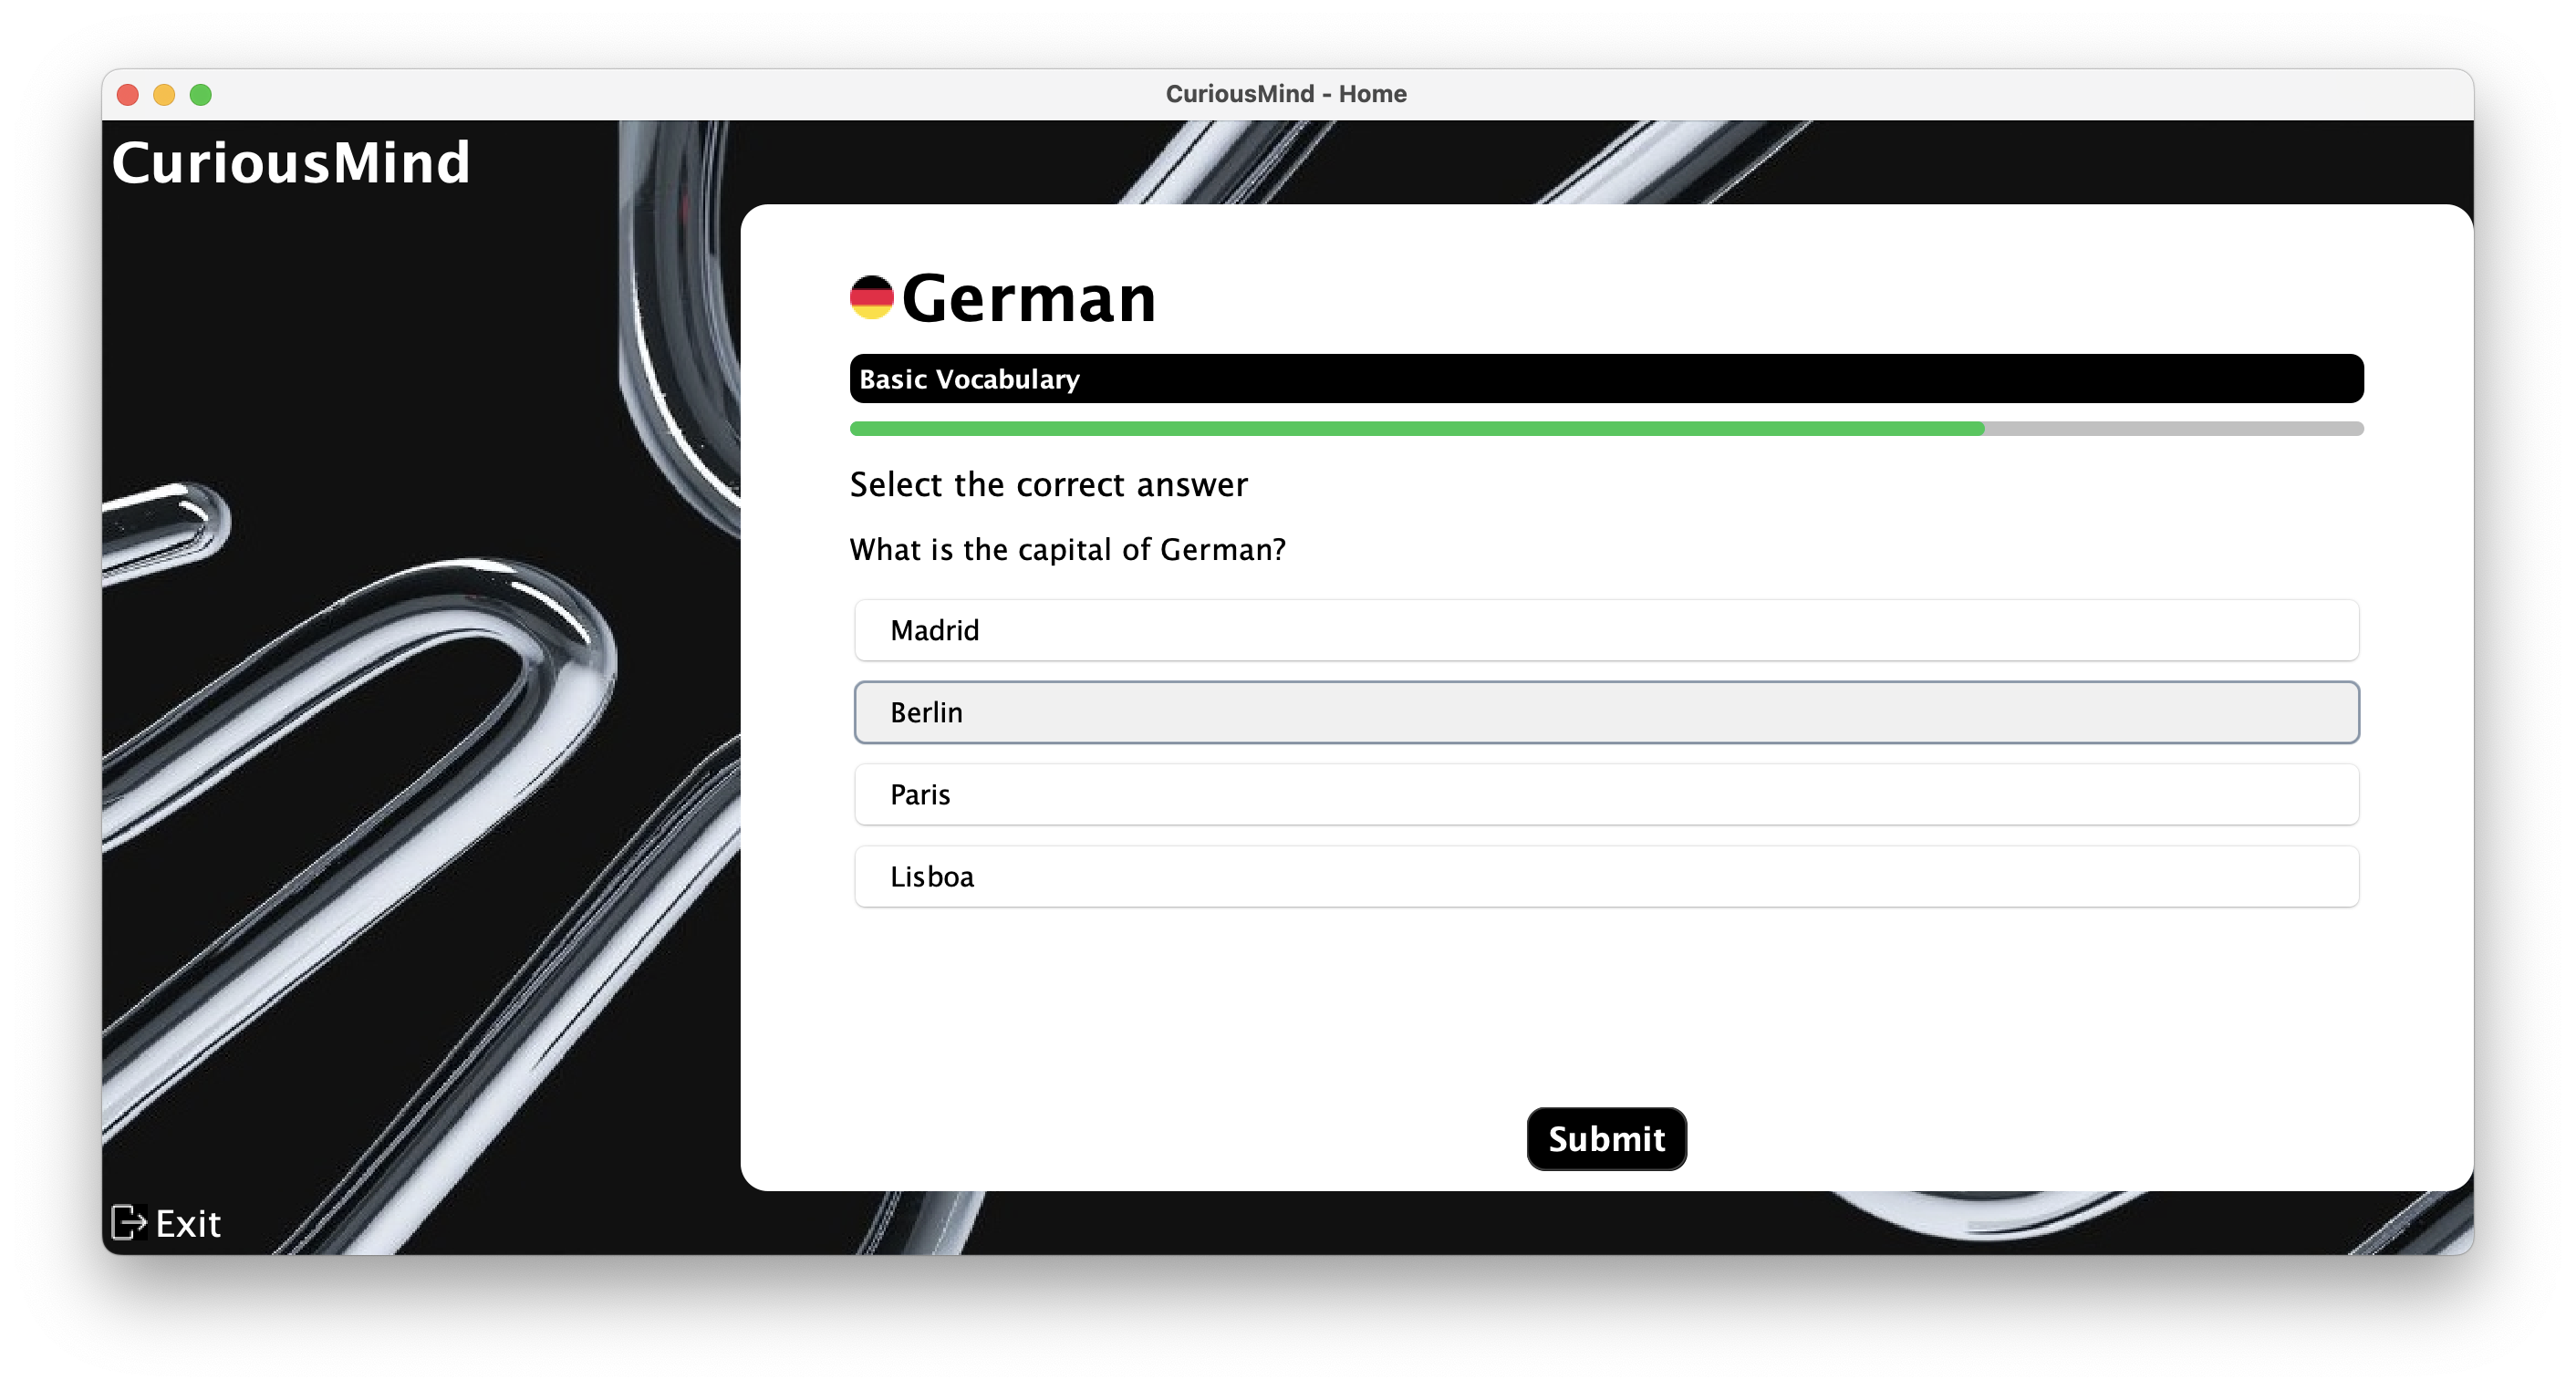 CuriousMind - Home
CuriousMind
German
Basic Vocabulary
Select the correct answer
What is the capital of German?
Madrid
Berlin
Paris
Lisboa
Submit
Exit